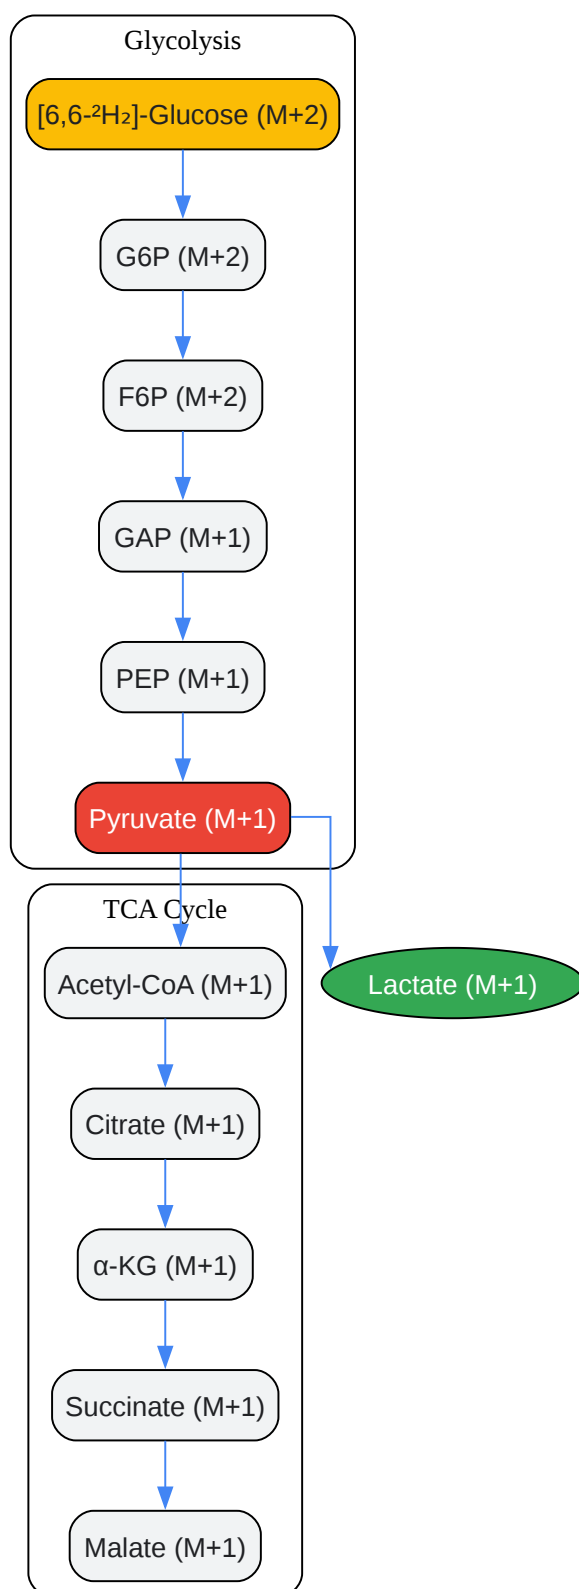 Glycolysis
[6,6-²H₂]-Glucose (M+2)
G6P (M+2)
F6P (M+2)
GAP (M+1)
PEP (M+1)
Pyruvate (M+1)
TCA Cycle
Acetyl-CoA (M+1)
Lactate (M+1)
Citrate (M+1)
α-KG (M+1)
Succinate (M+1)
Malate (M+1)